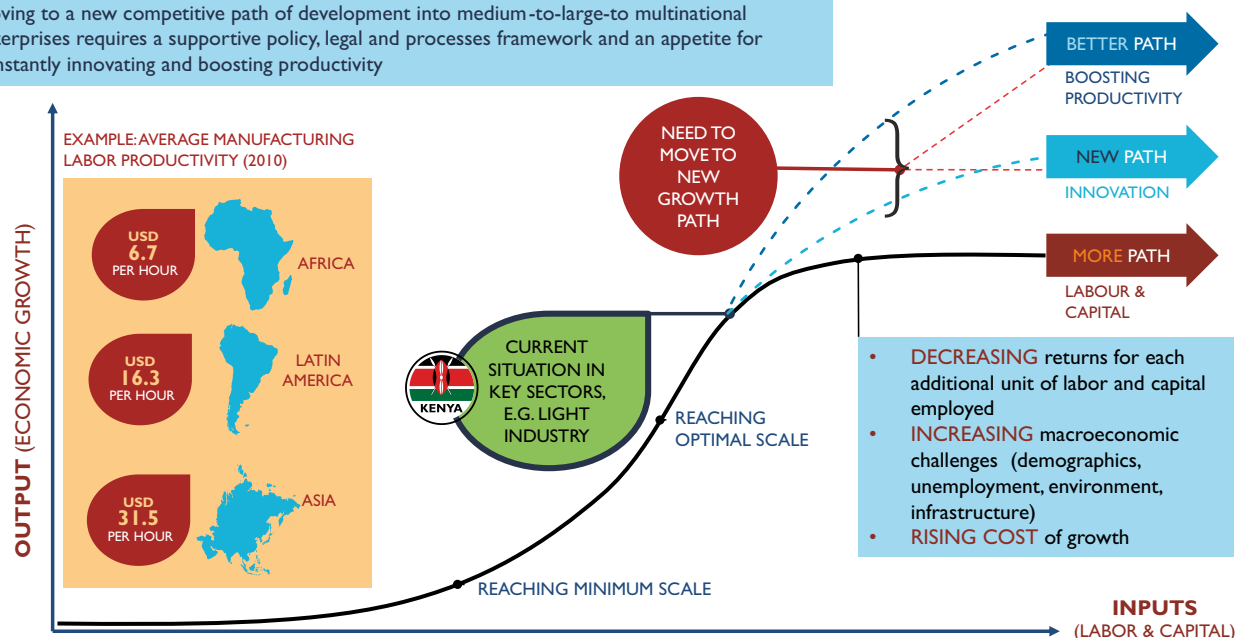 ving to a new competitive path of development into medium-to-large-to multinational
terprises requires a supportive policy, legal and processes framework and an appetite for
nstantly innovating and boosting productivity
EXAMPLE: AVERAGE MANUFACTURING
LABOR PRODUCTIVITY (2010)
USD
6.7
PER HOUR
AFRICA
USD
16.3
PER HOUR
LATIN
AMERICA
USD
31.5
PER HOUR
ASIA
OUTPUT (ECONOMIC GROWTH)
KENYA
CURRENT
SITUATION IN
KEY SECTORS,
E.G. LIGHT
INDUSTRY
NEED TO
MOVE TO
NEW
GROWTH
PATH
BETTER PATH
BOOSTING
PRODUCTIVITY
NEW PATH
INNOVATION
MORE PATH
LABOUR &
CAPITAL
REACHING
OPTIMAL SCALE
REACHING MINIMUM SCALE
• DECREASING returns for each
additional unit of labor and capital
employed
• INCREASING macroeconomic
challenges (demographics,
unemployment, environment,
infrastructure)
• RISING COST of growth
INPUTS
(LABOR & CAPITAL)